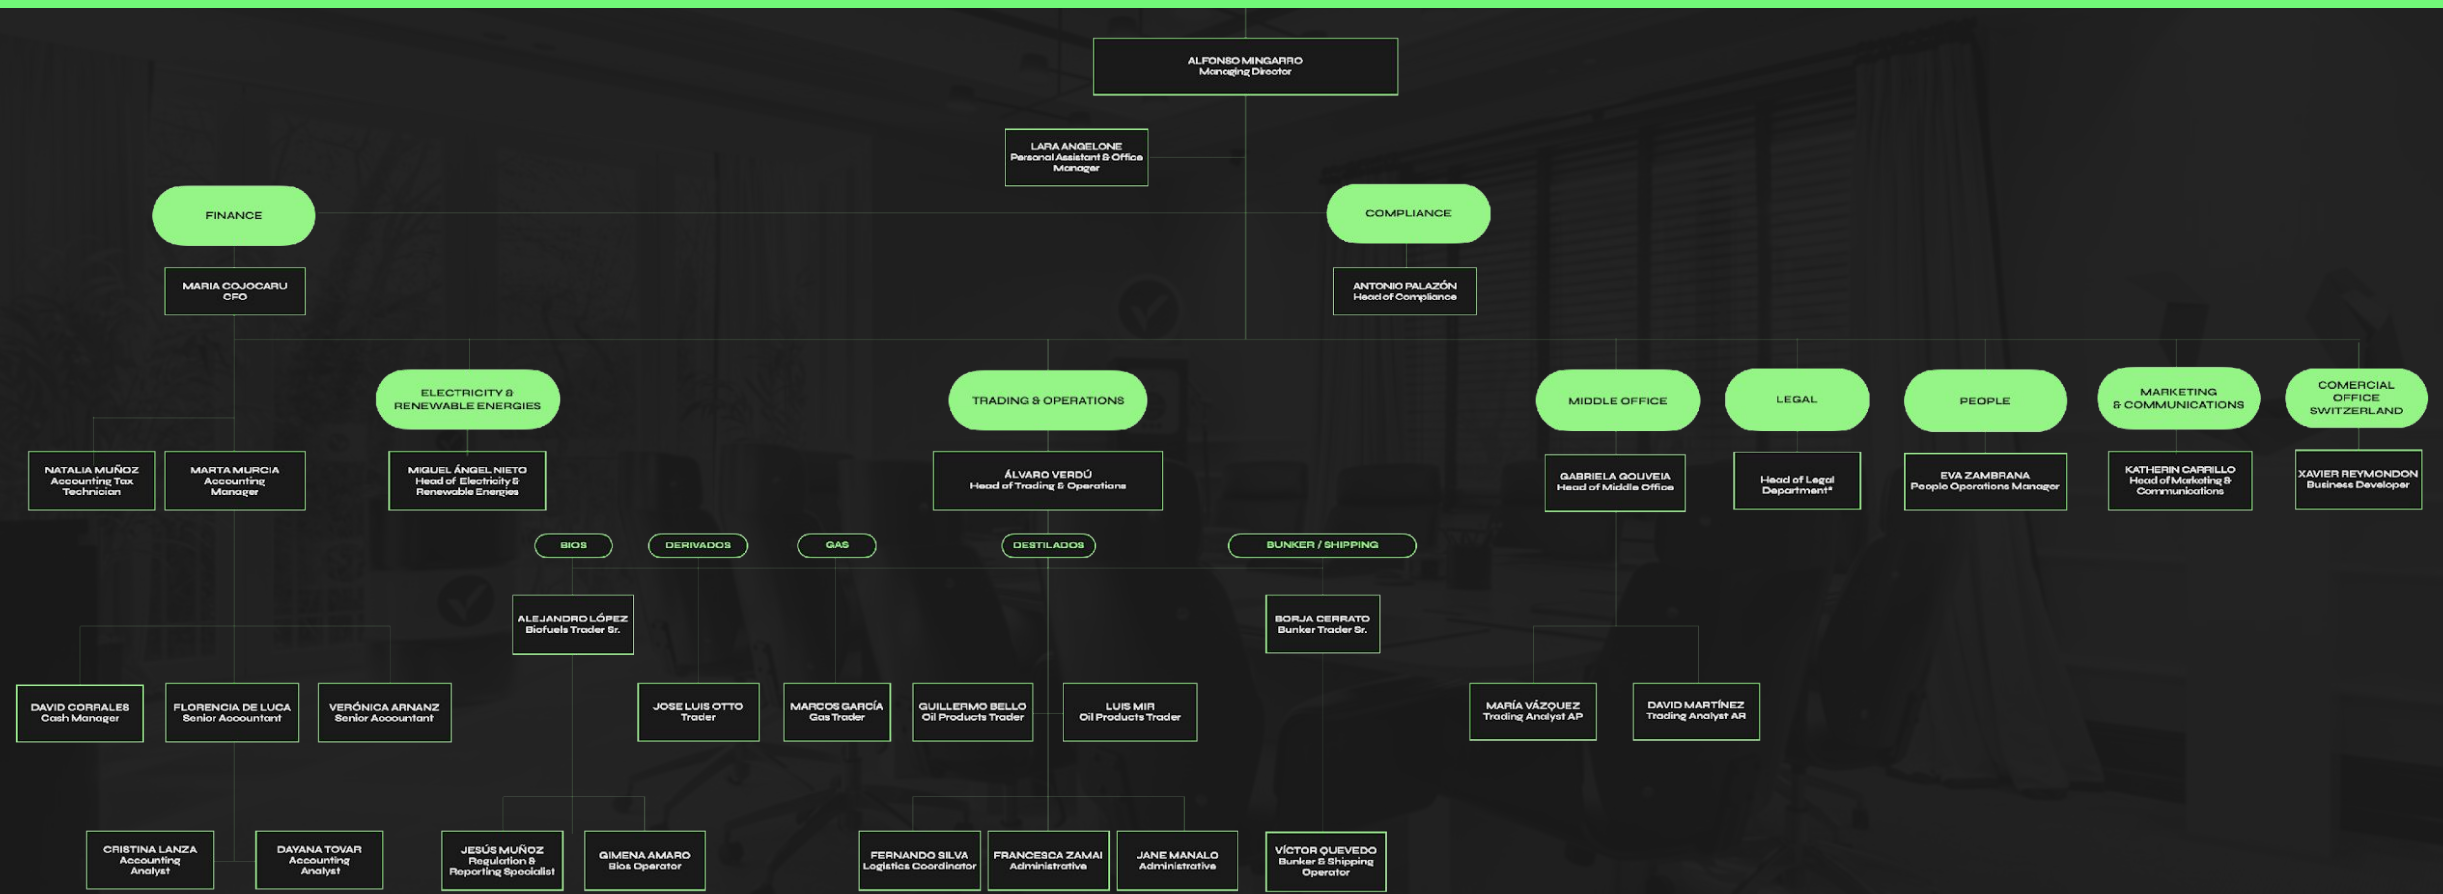 ALFONSO MINGARRO
Managing Director
LARA ANGELONE
Personal Assistant & Office
Manager
FINANCE
COMPLIANCE
MARIA COJOCARU
CFO
ANTONIO PALAZÓN
Head of Compliance
ELECTRICITY &
RENEWABLE ENERGIES
TRADING & OPERATIONS
MIDDLE OFFICE
LEGAL
PEOPLE
MARKETING
& COMMUNICATIONS
COMERCIAL
OFFICE
SWITZERLAND
NATALIA MUÑOZ
Accounting Tax
Technician
MARTA MURCIA
Accounting
Manager
MIGUEL ÁNGEL NIETO
Head of Electricity &
Renewable Energies
ÁLVARO VERDÚ
Head of Trading & Operations
GABRIELA GOUVEIA
Head of Middle Office
Head of Legal
Department*
EVA ZAMBRANA
People Operations Manager
KATHERIN CARRILLO
Head of Marketing &
Communications
XAVIER REYMONDON
Business Developer
BIOS
DERIVADOS
GAS
DESTILADOS
BUNKER / SHIPPING
ALEJANDRO LÓPEZ
Biofuels Trader Sr.
BORJA CERRATO
Bunker Trader Sr.
DAVID CORRALES
Cash Manager
FLORENCIA DE LUCA
Senior Accountant
VERÓNICA ARNANZ
Senior Accountant
JOSE LUIS OTTO
Trader
MARCOS GARCÍA
Gas Trader
GUILLERMO BELLO
Oil Products Trader
LUIS MIR
Oil Products Trader
MARÍA VÁZQUEZ
Trading Analyst AP
DAVID MARTÍNEZ
Trading Analyst AR
CRISTINA LANZA
Accounting
Analyst
DAYANA TOVAR
Accounting
Analyst
JESÚS MUÑOZ
Regulation &
Reporting Specialist
GIMENA AMARO
Bios Operator
FERNANDO SILVA
Logistics Coordinator
FRANCESCA ZAMAI
Administrative
JANE MANALO
Administrative
VÍCTOR QUEVEDO
Bunker & Shipping
Operator